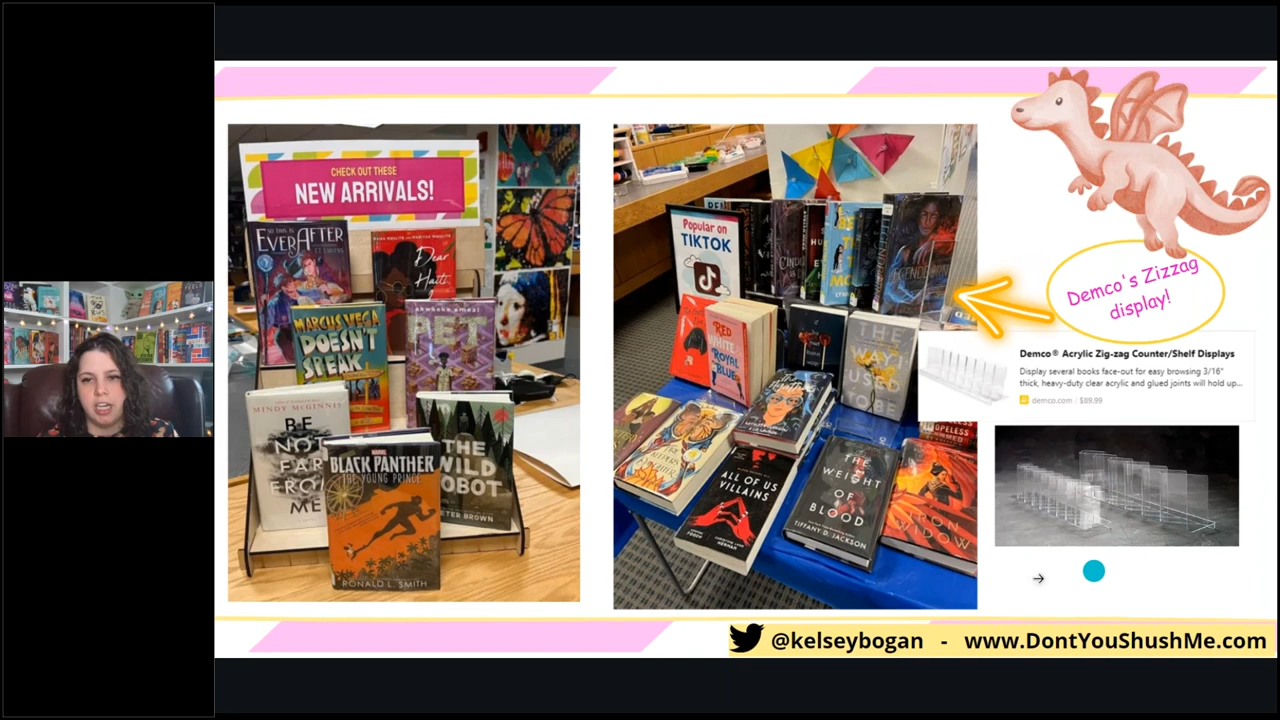 CHECK OUT THESE
NEW ARRIVALS!
SO THIS IS
EVER AFTER
F.T. LUKENS
Dear
Haiti,
MARCUS VEGA
DOESN'T
SPEAK
akwaeke emezi
PET
MINDY McGINNIS
BE
NOT
FAR
FROM
ME
THE
WILD
ROBOT
PETER BROWN
MARVEL
BLACK PANTHER
THE YOUNG PRINCE
RONALD L. SMITH
Popular on
TIKTOK
RED
WHITE
ROYAL
BLUE
THE
WAY I
USED
TO BE
ALL OF US
VILLAINS
THE
WEIGHT
OF
BLOOD
TIFFANY D. JACKSON
IRON
WIDOW
Demco's Zizzag
display!
Demco® Acrylic Zig-zag Counter/Shelf Displays
Display several books face-out for easy browsing 3/16"
thick, heavy-duty clear acrylic and glued joints will hold up...
demco.com | $89.99
@kelseybogan - www.DontYouShushMe.com